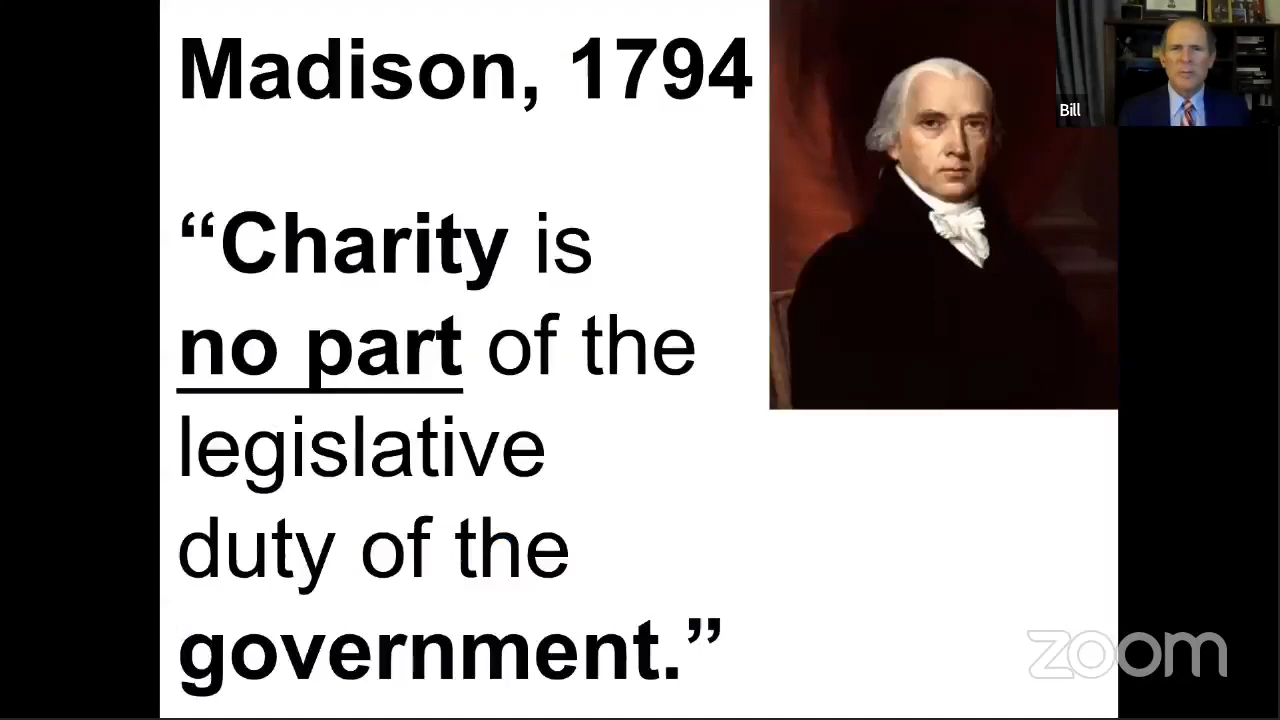 Madison, 1794
“Charity is
no part of the
legislative
duty of the
government.”
Bill
zoom